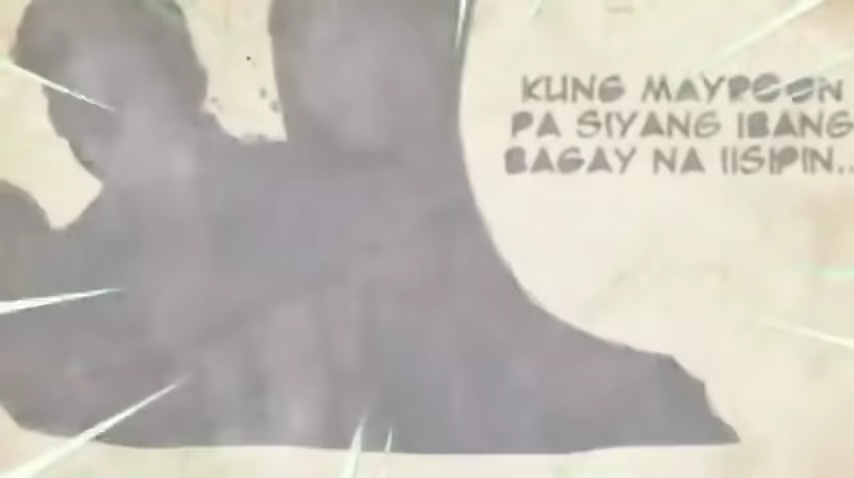 KUNG MAYROON
PA SIYANG IBANG
BAGAY NA IISIPIN...